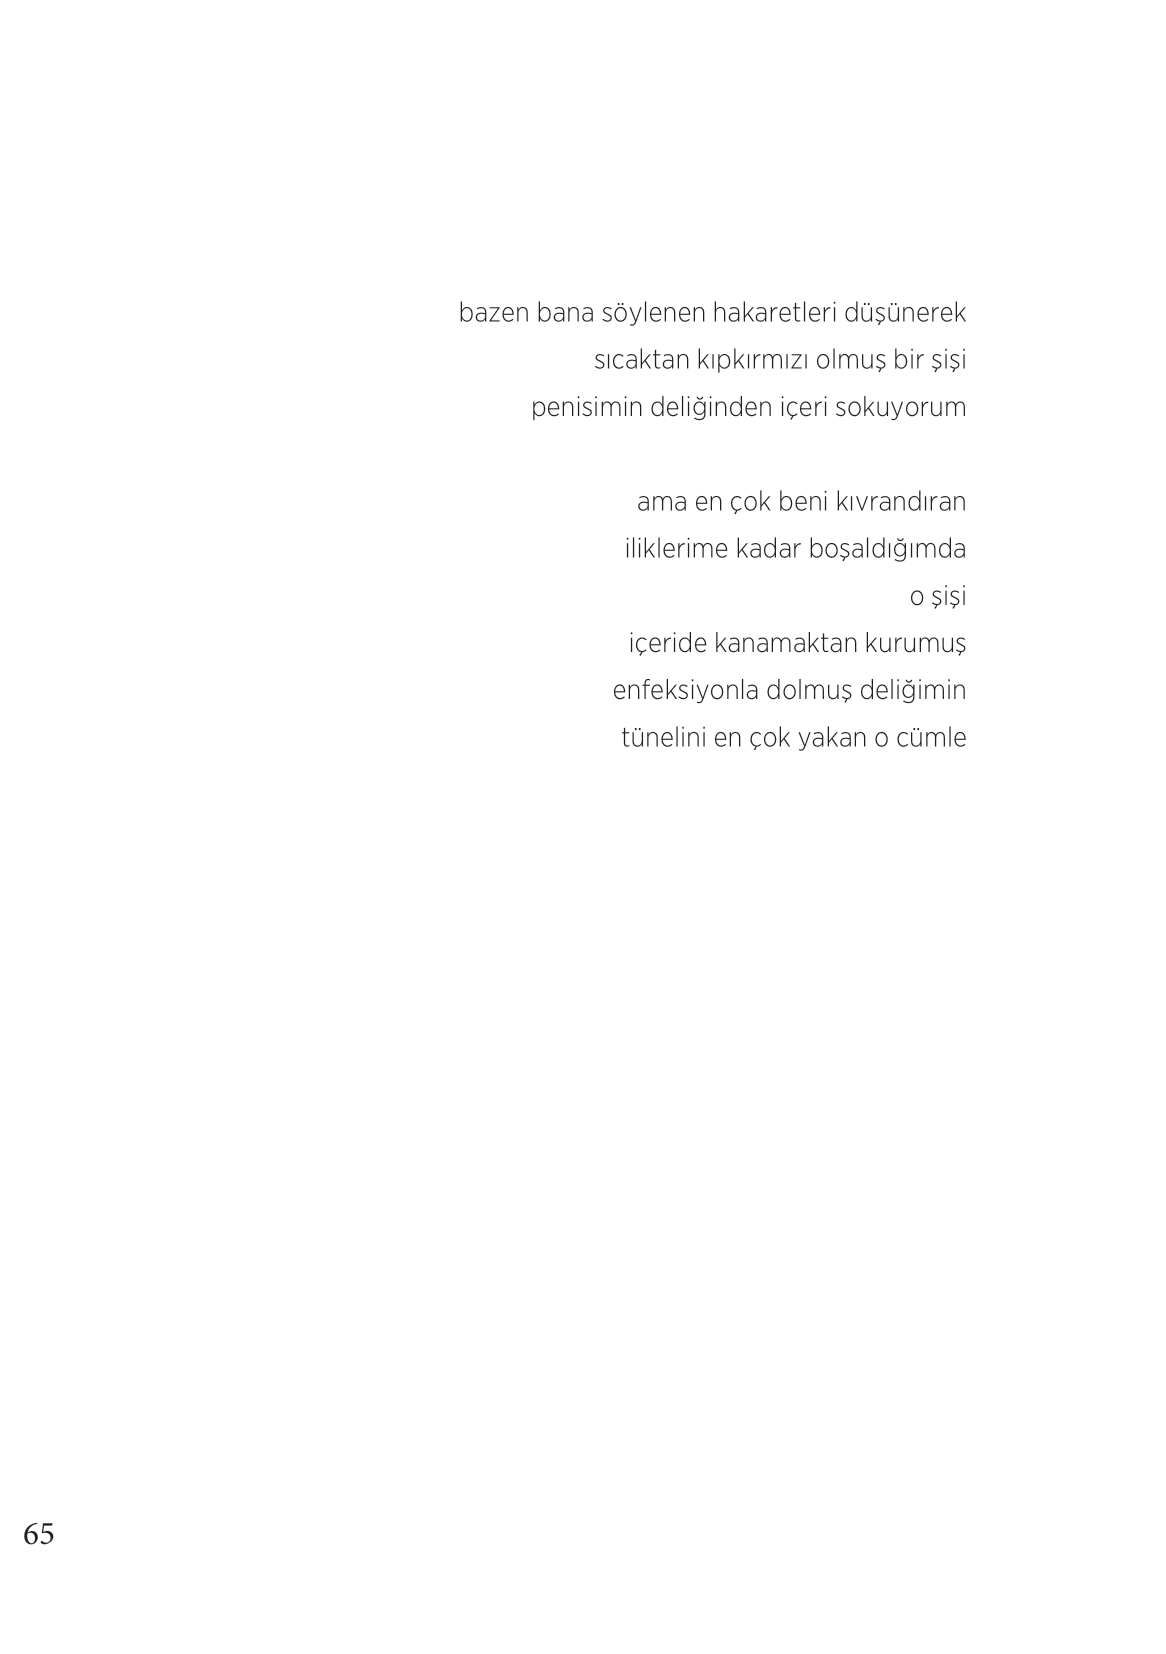 bazen bana söylenen hakaretleri düşünerek
sıcaktan kıpkırmızı olmuş bir şişi
penisimin deliğinden içeri sokuyorum
ama en çok beni kıvrandıran
iliklerime kadar boşaldığımda
o şişi
içeride kanamaktan kurumuş
enfeksiyonla dolmuş deliğimin
tünelini en çok yakan o cümle
65